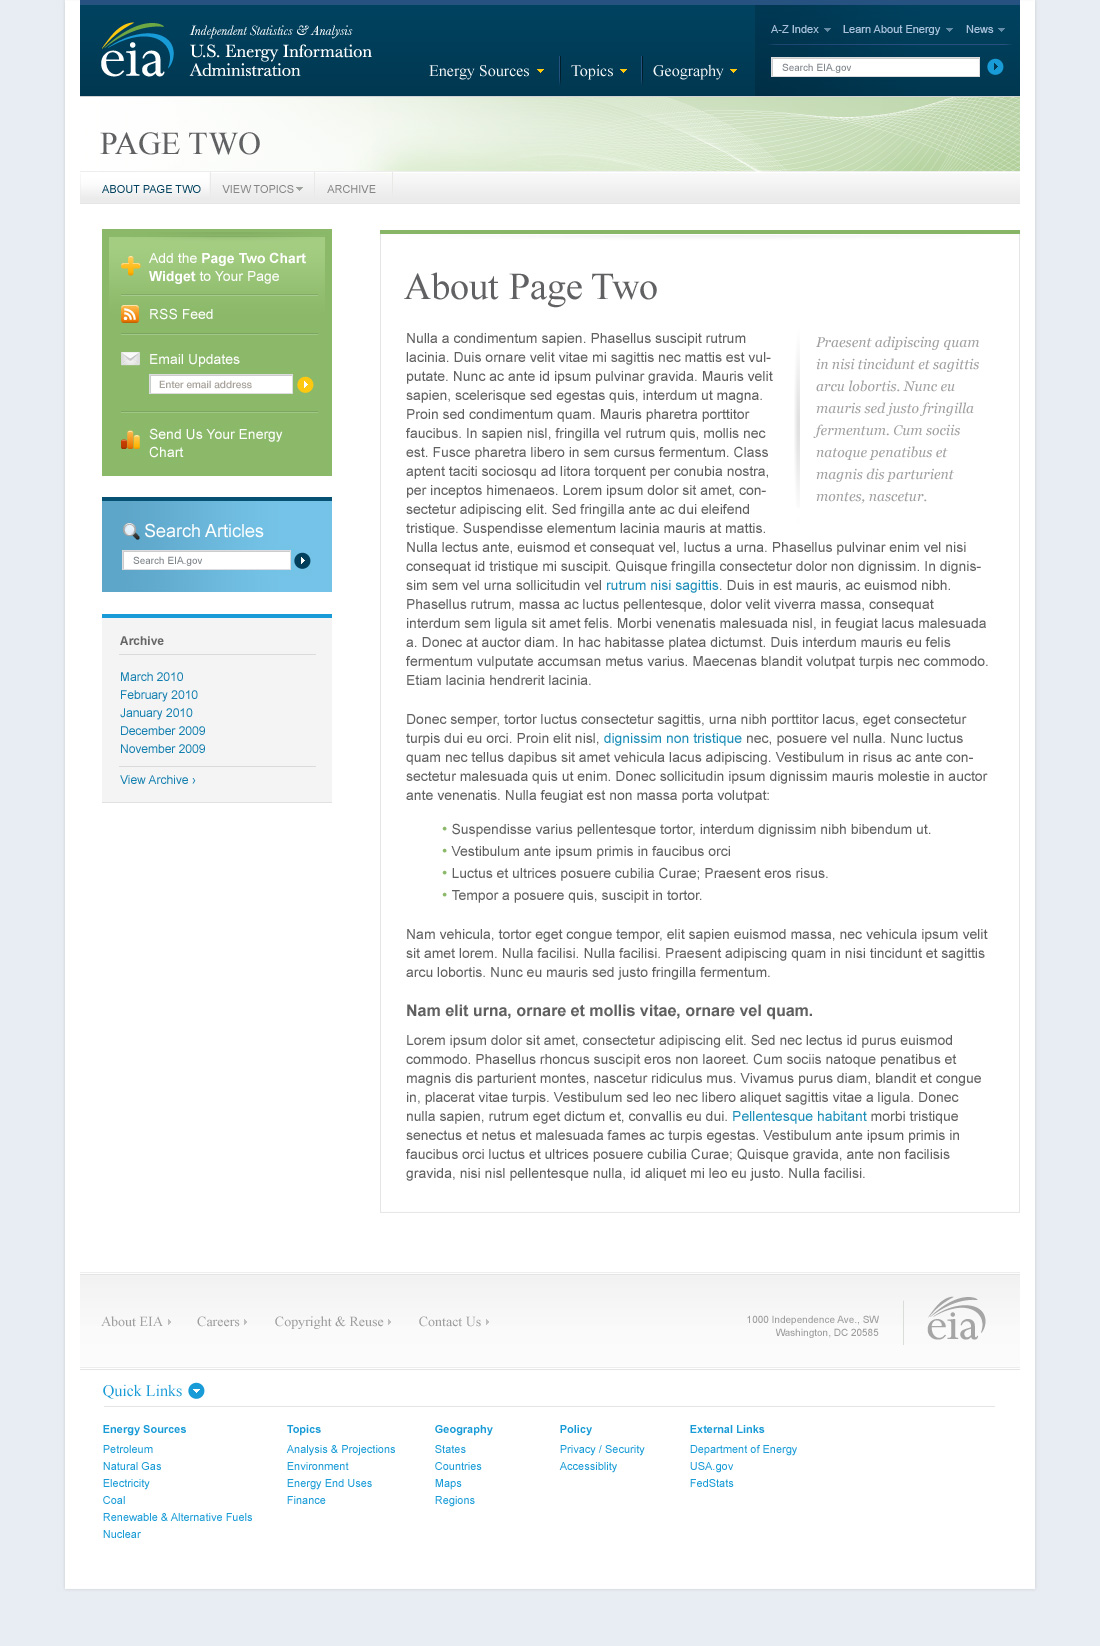 eia
Independent Statistics & Analysis
U.S. Energy Information
Administration
Energy Sources
Topics
Geography
A-Z Index
Learn About Energy
News
Search EIA.gov
PAGE TWO
ABOUT PAGE TWO
VIEW TOPICS
ARCHIVE
Add the Page Two Chart
Widget to Your Page
RSS Feed
Email Updates
Enter email address
Send Us Your Energy
Chart
Search Articles
Search EIA.gov
Archive
March 2010
February 2010
January 2010
December 2009
November 2009
View Archive ›
About Page Two
Nulla a condimentum sapien. Phasellus suscipit rutrum
lacinia. Duis ornare velit vitae mi sagittis nec mattis est vul-
putate. Nunc ac ante id ipsum pulvinar gravida. Mauris velit
sapien, scelerisque sed egestas quis, interdum ut magna.
Proin sed condimentum quam. Mauris pharetra porttitor
faucibus. In sapien nisl, fringilla vel rutrum quis, mollis nec
est. Fusce pharetra libero in sem cursus fermentum. Class
aptent taciti sociosqu ad litora torquent per conubia nostra,
per inceptos himenaeos. Lorem ipsum dolor sit amet, con-
sectetur adipiscing elit. Sed fringilla ante ac dui eleifend
tristique. Suspendisse elementum lacinia mauris at mattis.
Nulla lectus ante, euismod et consequat vel, luctus a urna. Phasellus pulvinar enim vel nisi
consequat id tristique mi suscipit. Quisque fringilla consectetur dolor non dignissim. In dignis-
sim sem vel urna sollicitudin vel rutrum nisi sagittis. Duis in est mauris, ac euismod nibh.
Phasellus rutrum, massa ac luctus pellentesque, dolor velit viverra massa, consequat
interdum sem ligula sit amet felis. Morbi venenatis malesuada nisl, in feugiat lacus malesuada
a. Donec at auctor diam. In hac habitasse platea dictumst. Duis interdum mauris eu felis
fermentum vulputate accumsan metus varius. Maecenas blandit volutpat turpis nec commodo.
Etiam lacinia hendrerit lacinia.
Praesent adipiscing quam
in nisi tincidunt et sagittis
arcu lobortis. Nunc eu
mauris sed justo fringilla
fermentum. Cum sociis
natoque penatibus et
magnis dis parturient
montes, nascetur.
Donec semper, tortor luctus consectetur sagittis, urna nibh porttitor lacus, eget consectetur
turpis dui eu orci. Proin elit nisl, dignissim non tristique nec, posuere vel nulla. Nunc luctus
quam nec tellus dapibus sit amet vehicula lacus adipiscing. Vestibulum in risus ac ante con-
sectetur malesuada quis ut enim. Donec sollicitudin ipsum dignissim mauris molestie in auctor
ante venenatis. Nulla feugiat est non massa porta volutpat:
• Suspendisse varius pellentesque tortor, interdum dignissim nibh bibendum ut.
• Vestibulum ante ipsum primis in faucibus orci
• Luctus et ultrices posuere cubilia Curae; Praesent eros risus.
• Tempor a posuere quis, suscipit in tortor.
Nam vehicula, tortor eget congue tempor, elit sapien euismod massa, nec vehicula ipsum velit
sit amet lorem. Nulla facilisi. Nulla facilisi. Praesent adipiscing quam in nisi tincidunt et sagittis
arcu lobortis. Nunc eu mauris sed justo fringilla fermentum.
Nam elit urna, ornare et mollis vitae, ornare vel quam.
Lorem ipsum dolor sit amet, consectetur adipiscing elit. Sed nec lectus id purus euismod
commodo. Phasellus rhoncus suscipit eros non laoreet. Cum sociis natoque penatibus et
magnis dis parturient montes, nascetur ridiculus mus. Vivamus purus diam, blandit et congue
in, placerat vitae turpis. Vestibulum sed leo nec libero aliquet sagittis vitae a ligula. Donec
nulla sapien, rutrum eget dictum et, convallis eu dui. Pellentesque habitant morbi tristique
senectus et netus et malesuada fames ac turpis egestas. Vestibulum ante ipsum primis in
faucibus orci luctus et ultrices posuere cubilia Curae; Quisque gravida, ante non facilisis
gravida, nisi nisl pellentesque nulla, id aliquet mi leo eu justo. Nulla facilisi.
About EIA
Careers
Copyright & Reuse
Contact Us
1000 Independence Ave., SW
Washington, DC 20585
eia
Quick Links
Energy Sources
Petroleum
Natural Gas
Electricity
Coal
Renewable & Alternative Fuels
Nuclear
Topics
Analysis & Projections
Environment
Energy End Uses
Finance
Geography
States
Countries
Maps
Regions
Policy
Privacy / Security
Accessiblity
External Links
Department of Energy
USA.gov
FedStats